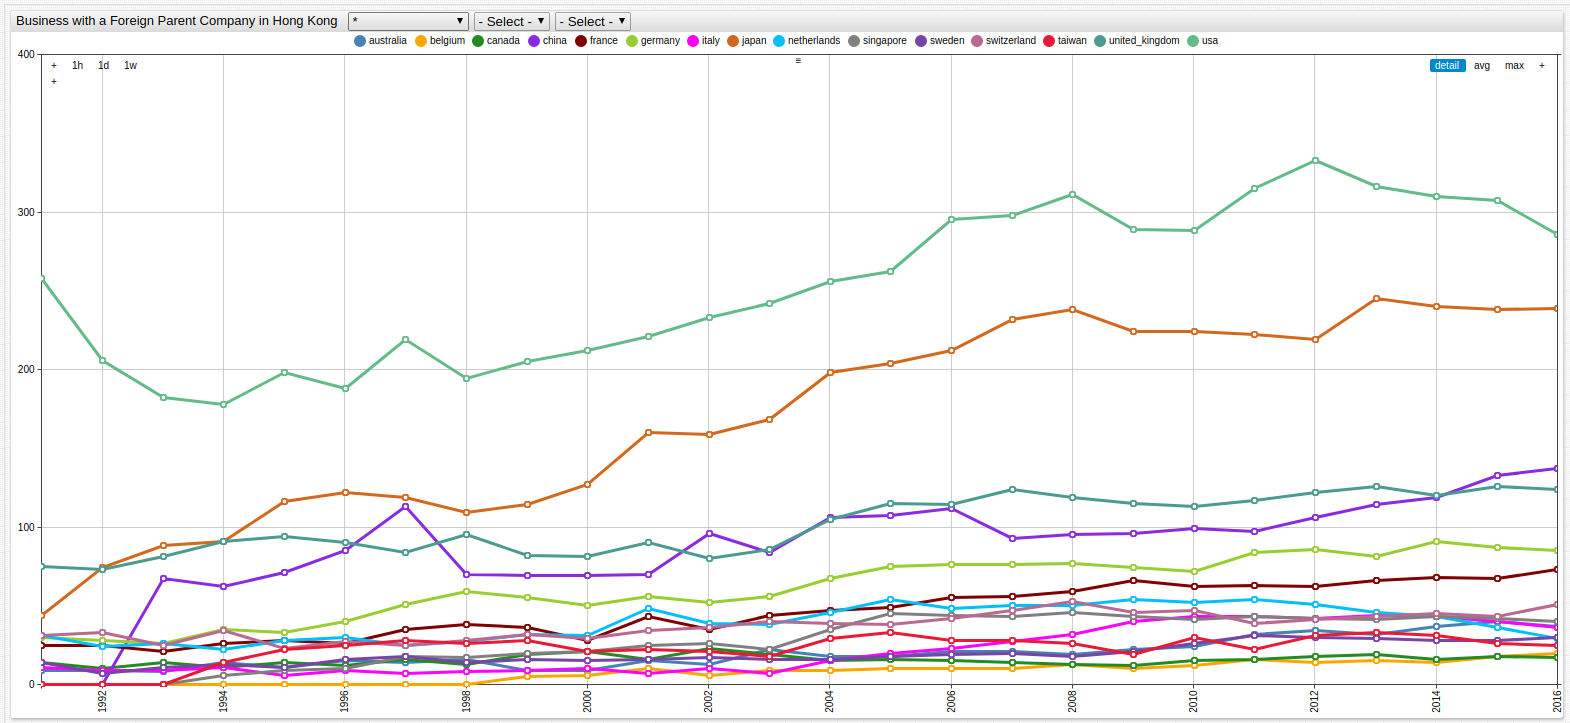 Business with a Foreign Parent Company in Hong Kong * - Select - - Select -
australia belgium canada china france germany italy japan netherlands singapore sweden switzerland taiwan united_kingdom usa
+ 1h 1d 1w detail avg max +
+
400
300
200
100
0
1992 1994 1996 1998 2000 2002 2004 2006 2008 2010 2012 2014 2016